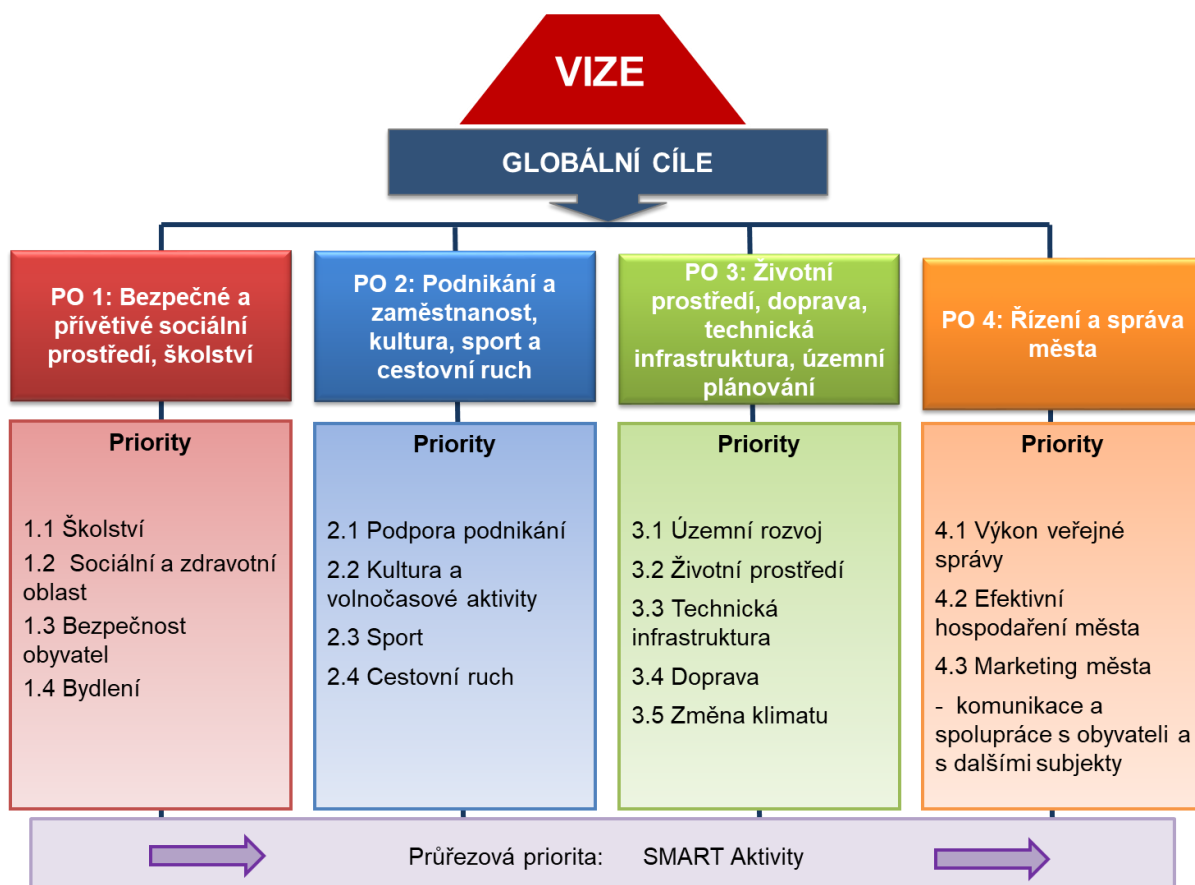 VIZE
GLOBÁLNÍ CÍLE
PO 1: Bezpečné a
přívětivé sociální
prostředí, školství
PO 2: Podnikání a
zaměstnanost,
kultura, sport a
cestovní ruch
PO 3: Životní
prostředí, doprava,
technická
infrastruktura, územní
plánování
PO 4: Řízení a správa
města
Priority
1.1 Školství
1.2 Sociální a zdravotní
oblast
1.3 Bezpečnost
obyvatel
1.4 Bydlení
Priority
2.1 Podpora podnikání
2.2 Kultura a
volnočasové aktivity
2.3 Sport
2.4 Cestovní ruch
Priority
3.1 Územní rozvoj
3.2 Životní prostředí
3.3 Technická
infrastruktura
3.4 Doprava
3.5 Změna klimatu
Priority
4.1 Výkon veřejné
správy
4.2 Efektivní
hospodaření města
4.3 Marketing města
- komunikace a
spolupráce s obyvateli a
s dalšími subjekty
Průřezová priorita: SMART Aktivity